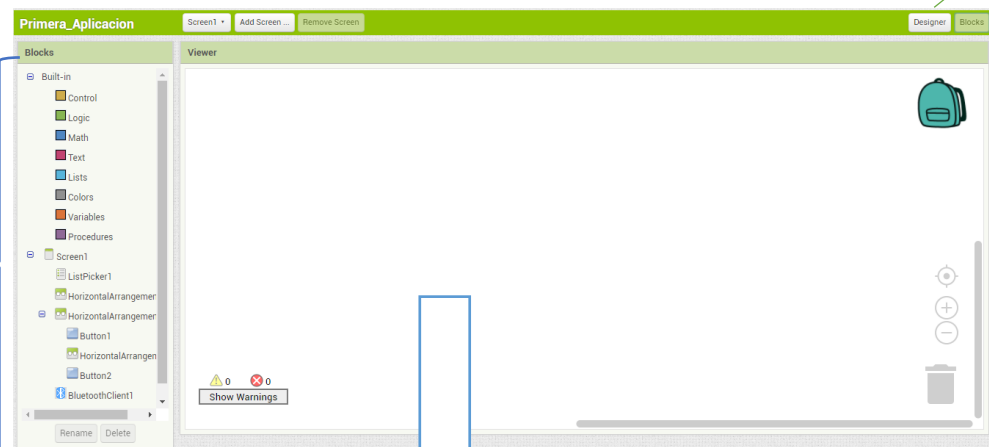 Primera_Aplicacion Screen1 Add Screen ... Remove Screen Designer Blocks
Blocks Viewer
Built-in
Control
Logic
Math
Text
Lists
Colors
Variables
Procedures
Screen1
ListPicker1
HorizontalArrangemer
HorizontalArrangemer
Button1
HorizontalArrangen
Button2
BluetoothClient1
0 0
Show Warnings
Rename Delete